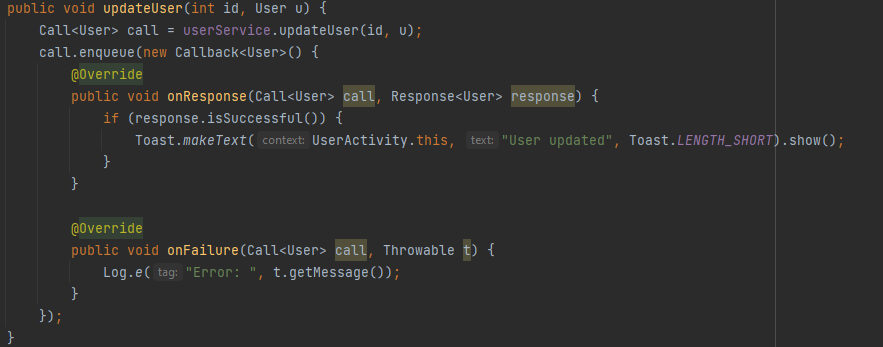 public void updateUser(int id, User u) {
    Call<User> call = userService.updateUser(id, u);
    call.enqueue(new Callback<User>() {
        @Override
        public void onResponse(Call<User> call, Response<User> response) {
            if (response.isSuccessful()) {
                Toast.makeText( context: UserActivity.this, text: "User updated", Toast.LENGTH_SHORT).show();
            }
        }

        @Override
        public void onFailure(Call<User> call, Throwable t) {
            Log.e( tag: "Error: ", t.getMessage());
        }
    });
}